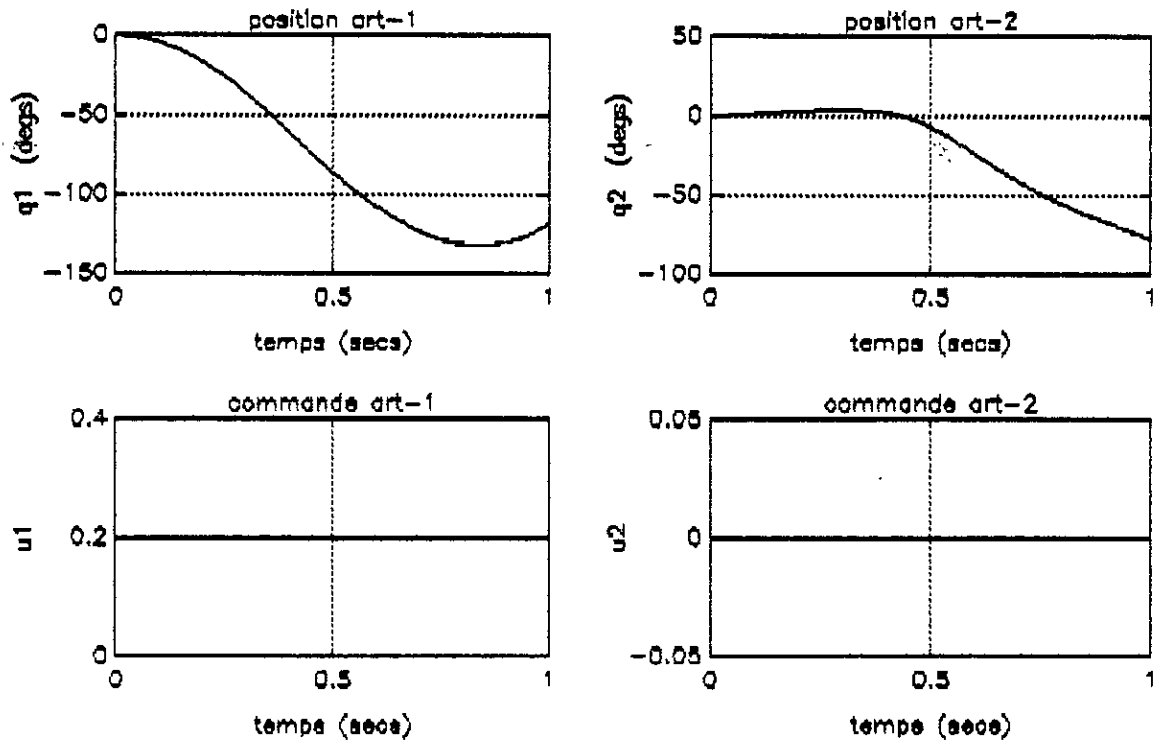 position art-1
0
-50
-100
-150
q1 (degs)
0
0.5
1
temps (secs)
position art-2
50
0
-50
-100
q2 (degs)
0
0.5
1
temps (secs)
commande art-1
0.4
0.2
0
u1
0
0.5
1
temps (secs)
commande art-2
0.05
0
-0.05
u2
0
0.5
1
temps (secs)